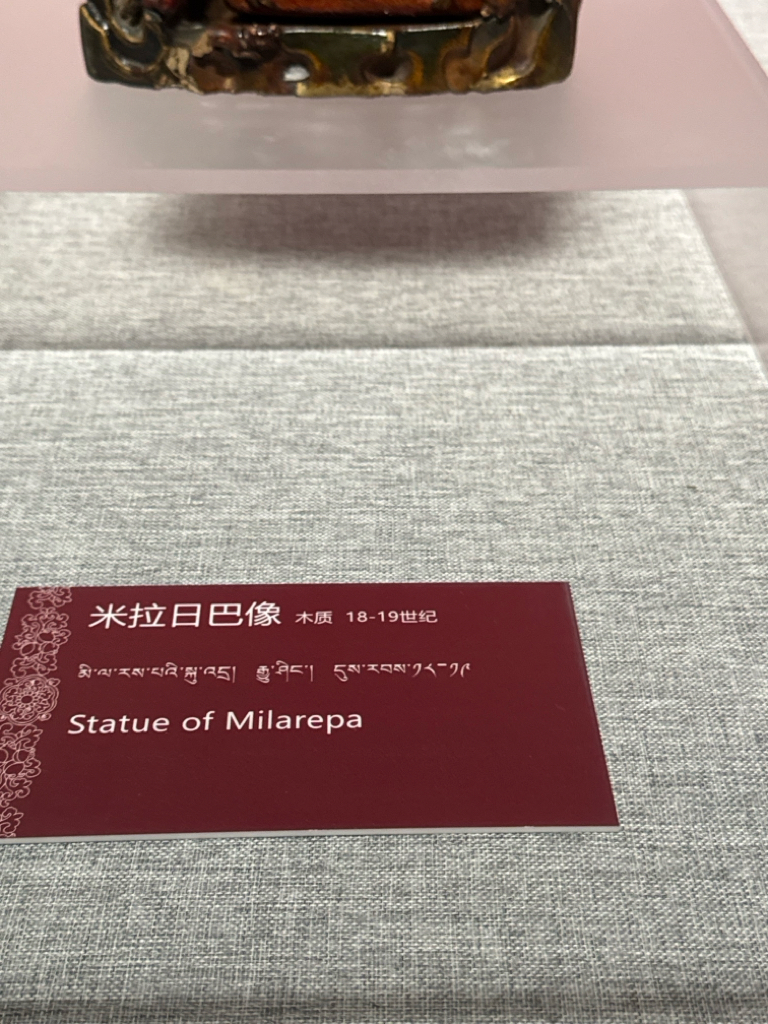 米拉日巴像 木质 18-19世纪
མི་ལ་རས་པའི་སྐུ་འདྲ། རྒྱུ་ཤིང་། དུས་རབས་༡༨-༡༩
Statue of Milarepa